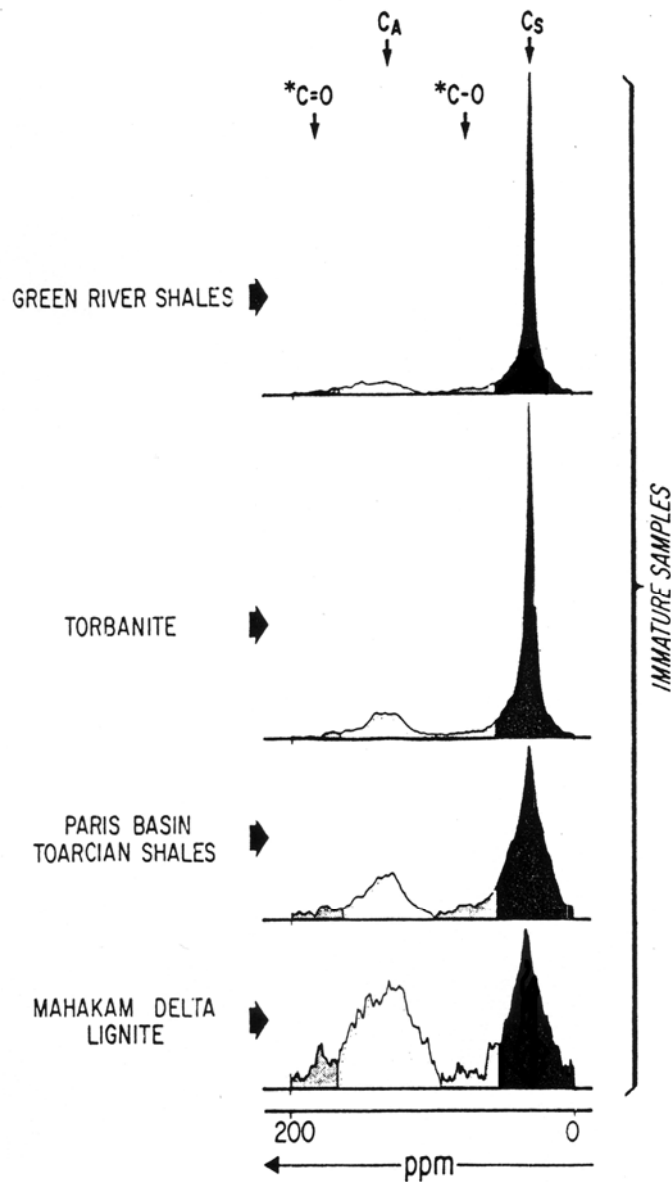 CA
CS
*C=O
*C-O
GREEN RIVER SHALES
TORBANITE
PARIS BASIN
TOARCIAN SHALES
MAHAKAM DELTA
LIGNITE
IMMATURE SAMPLES
200
0
ppm